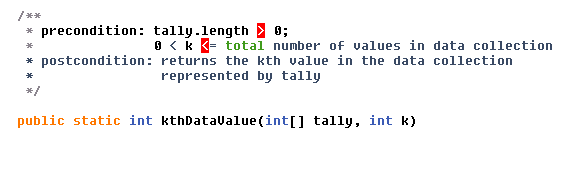 /**
 * precondition: tally.length > 0;
 *               0 < k <= total number of values in data collection
 * postcondition: returns the kth value in the data collection
 *                represented by tally
 */
public static int kthDataValue(int[] tally, int k)